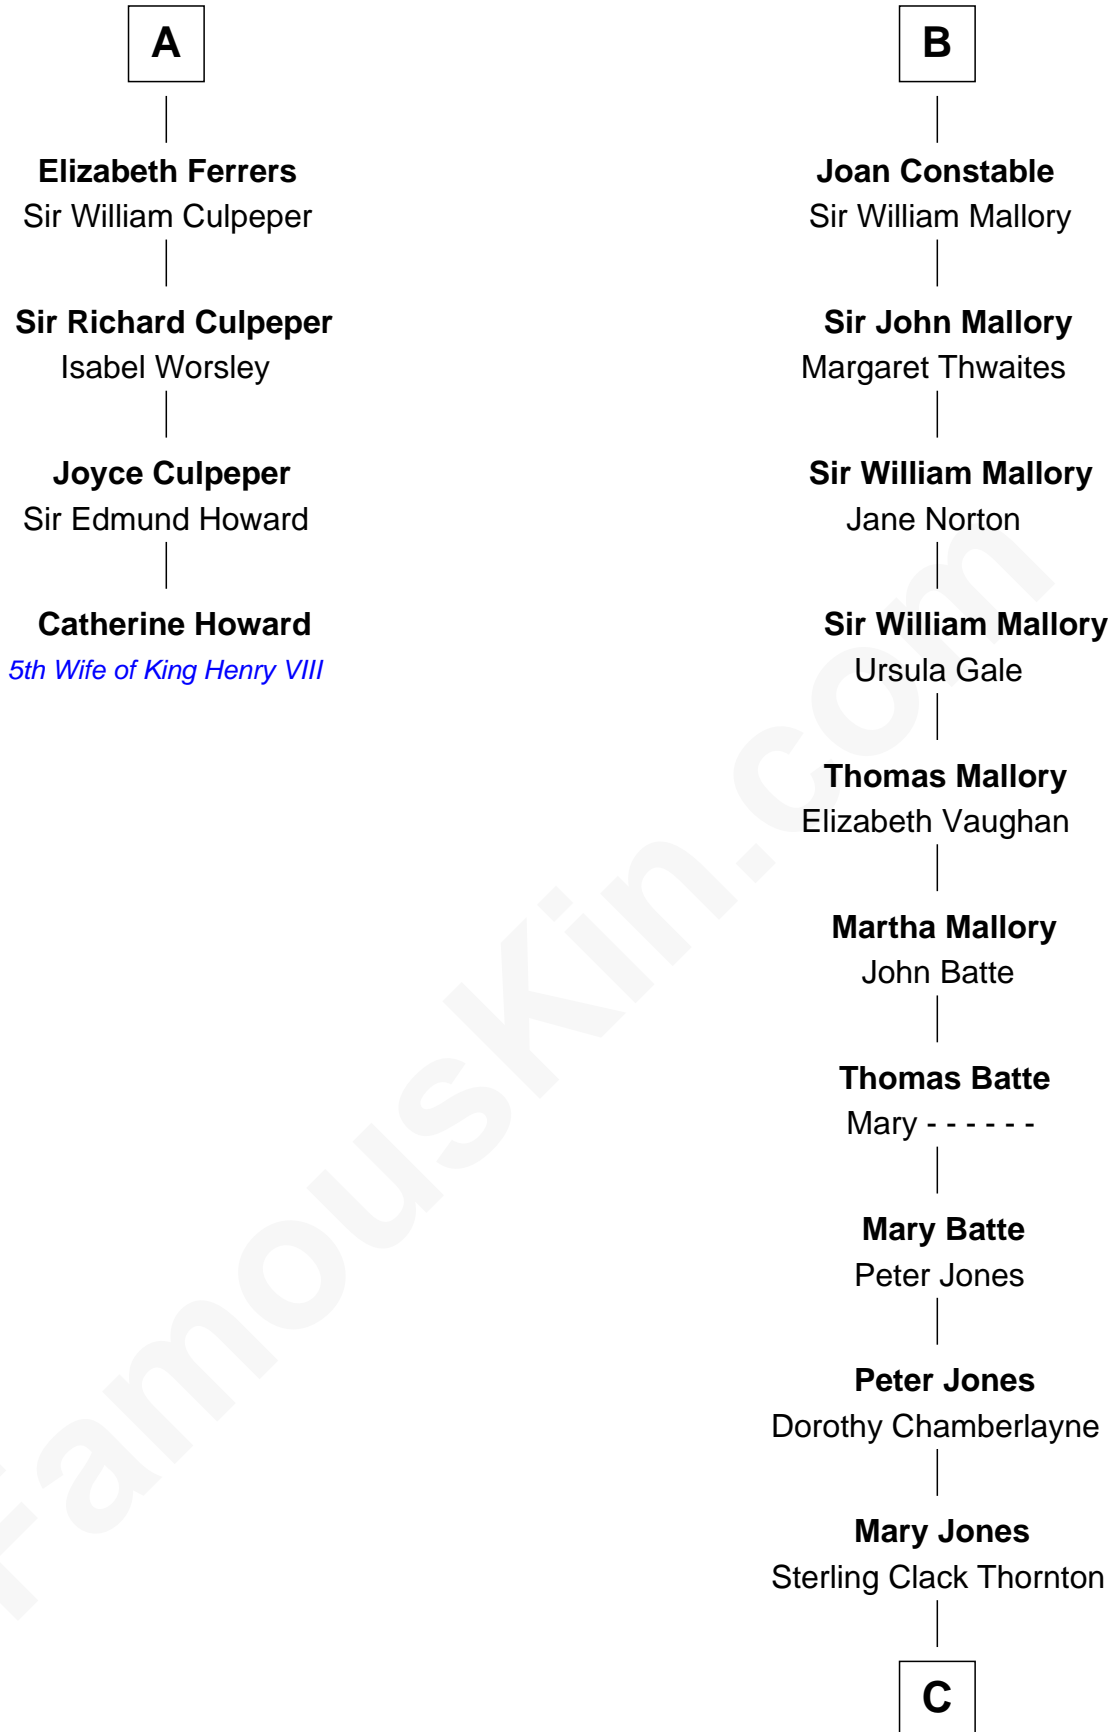 A
Elizabeth Ferrers
Sir William Culpeper
Sir Richard Culpeper
Isabel Worsley
Joyce Culpeper
Sir Edmund Howard
Catherine Howard
5th Wife of King Henry VIII
B
Joan Constable
Sir William Mallory
Sir John Mallory
Margaret Thwaites
Sir William Mallory
Jane Norton
Sir William Mallory
Ursula Gale
Thomas Mallory
Elizabeth Vaughan
Martha Mallory
John Batte
Thomas Batte
Mary - - - - - -
Mary Batte
Peter Jones
Peter Jones
Dorothy Chamberlayne
Mary Jones
Sterling Clack Thornton
C
FamousKin.com